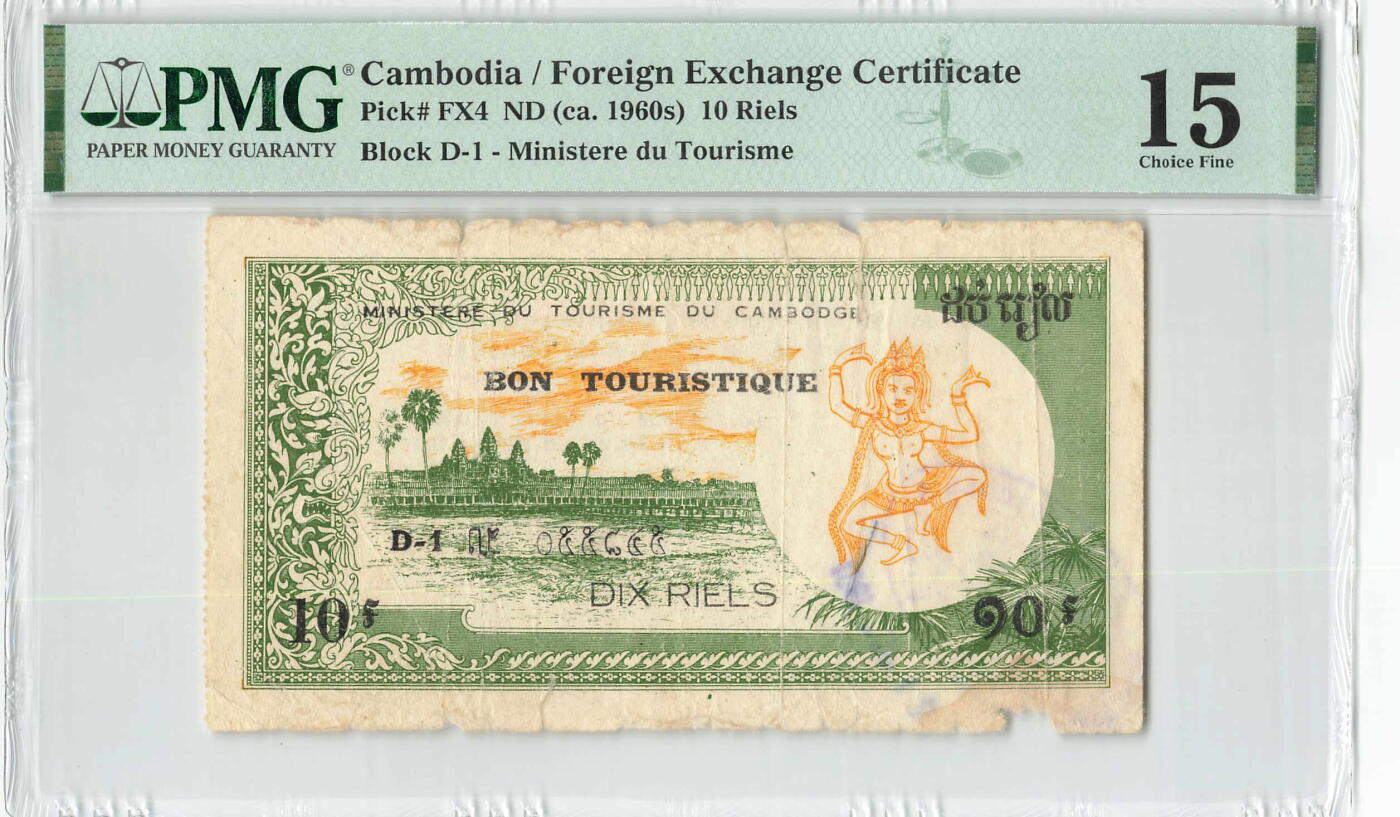 PMG® PAPER MONEY GUARANTY
Cambodia / Foreign Exchange Certificate
Pick# FX4 ND (ca. 1960s) 10 Riels
Block D-1 - Ministere du Tourisme
15
Choice Fine
MINISTERE DU TOURISME DU CAMBODGE
ដប់ រៀល
BON TOURISTIQUE
D-1
DIX RIELS
10៛
១០៛